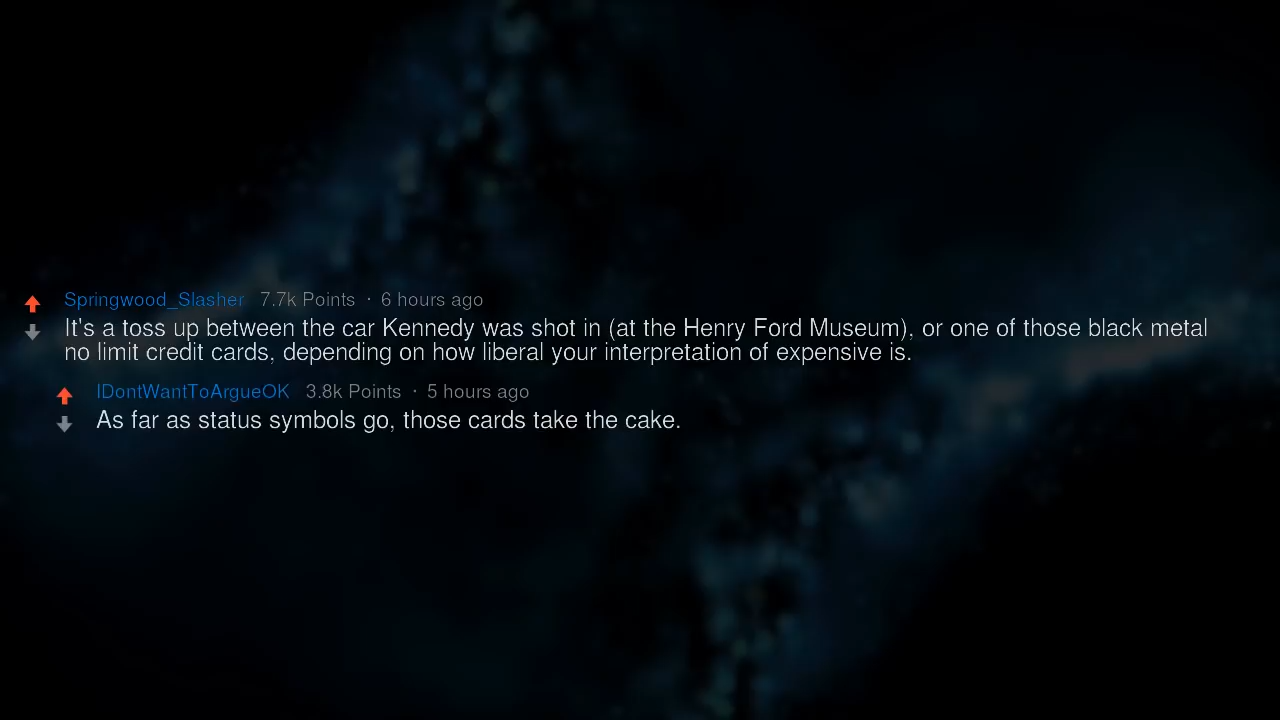 Springwood_Slasher 7.7k Points · 6 hours ago
It's a toss up between the car Kennedy was shot in (at the Henry Ford Museum), or one of those black metal
no limit credit cards, depending on how liberal your interpretation of expensive is.
IDontWantToArgueOK 3.8k Points · 5 hours ago
As far as status symbols go, those cards take the cake.